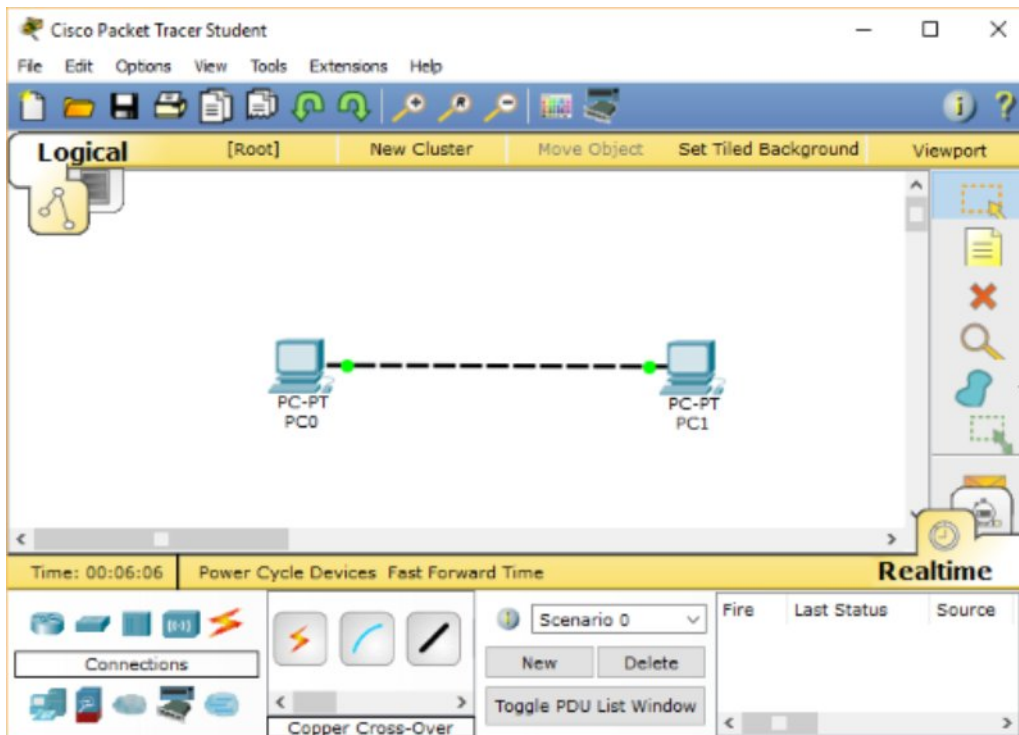 Cisco Packet Tracer Student
File Edit Options View Tools Extensions Help
Logical [Root] New Cluster Move Object Set Tiled Background Viewport
PC-PT
PC0
PC-PT
PC1
Time: 00:06:06 Power Cycle Devices Fast Forward Time Realtime
Connections
Copper Cross-Over
Scenario 0
New Delete
Toggle PDU List Window
Fire Last Status Source